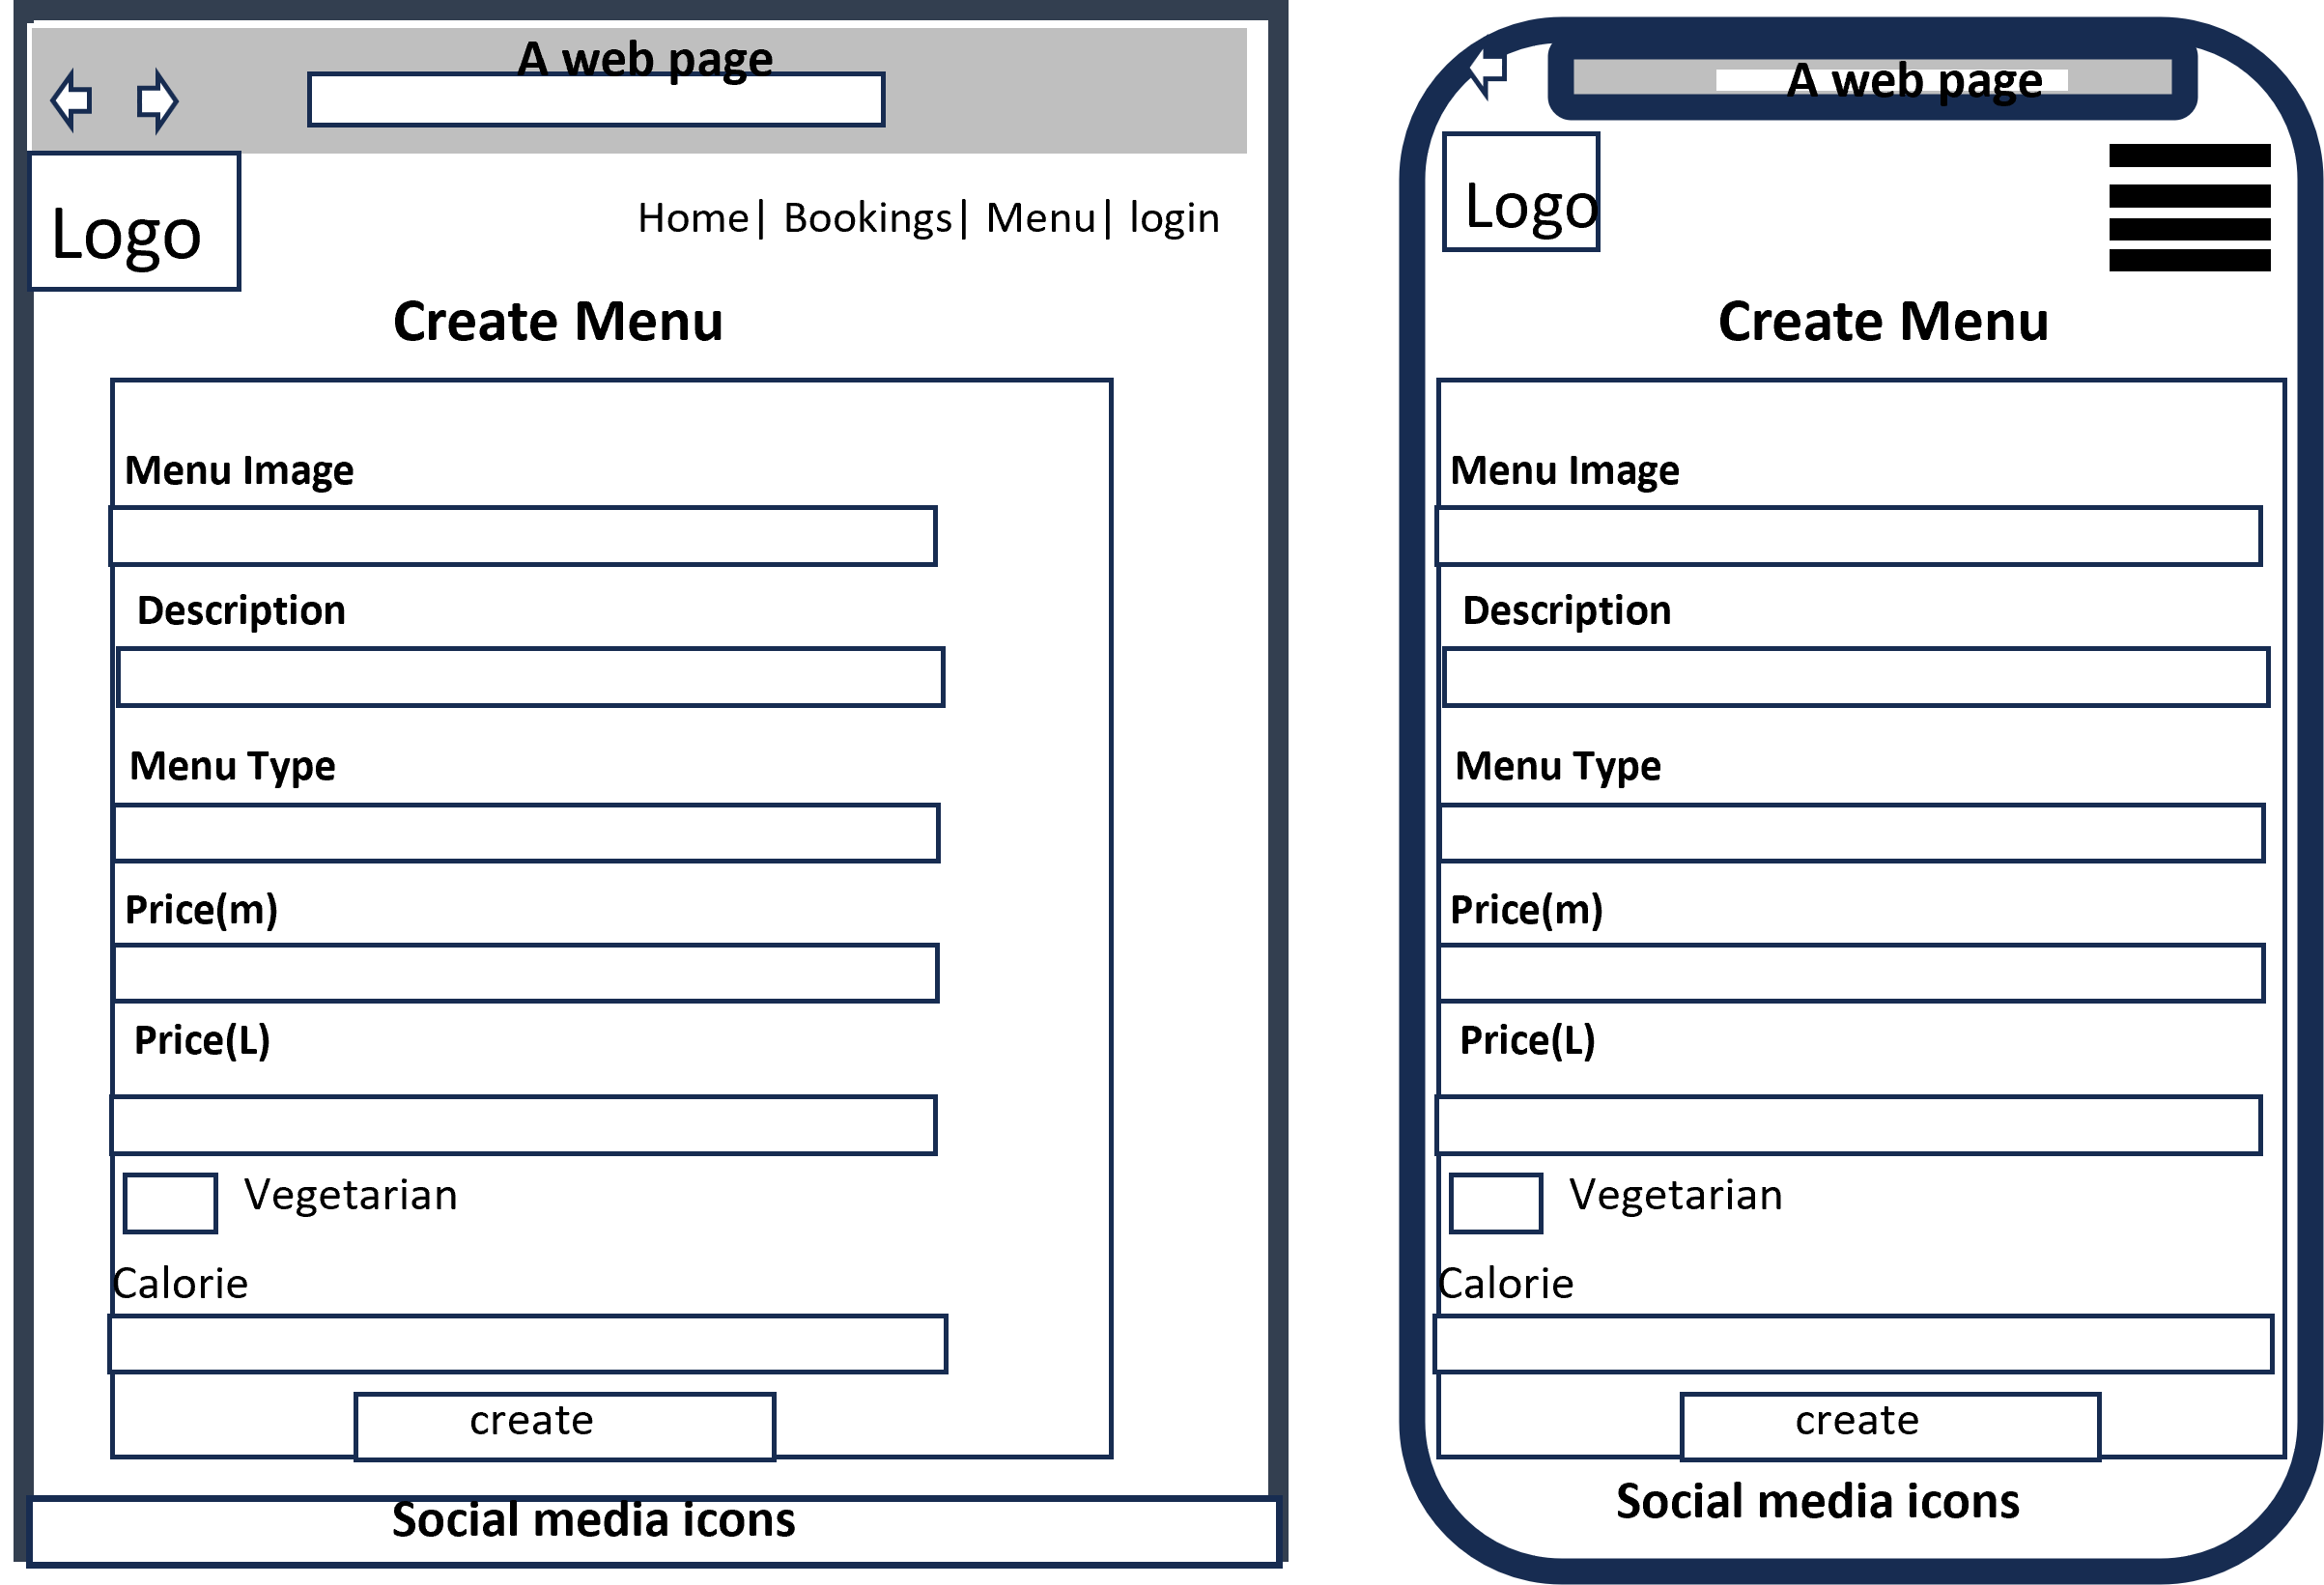 A web page
Logo
Home| Bookings| Menu| login
Create Menu
Menu Image
Description
Menu Type
Price(m)
Price(L)
Vegetarian
Calorie
create
Social media icons
A web page
Logo
Create Menu
Menu Image
Description
Menu Type
Price(m)
Price(L)
Vegetarian
Calorie
create
Social media icons